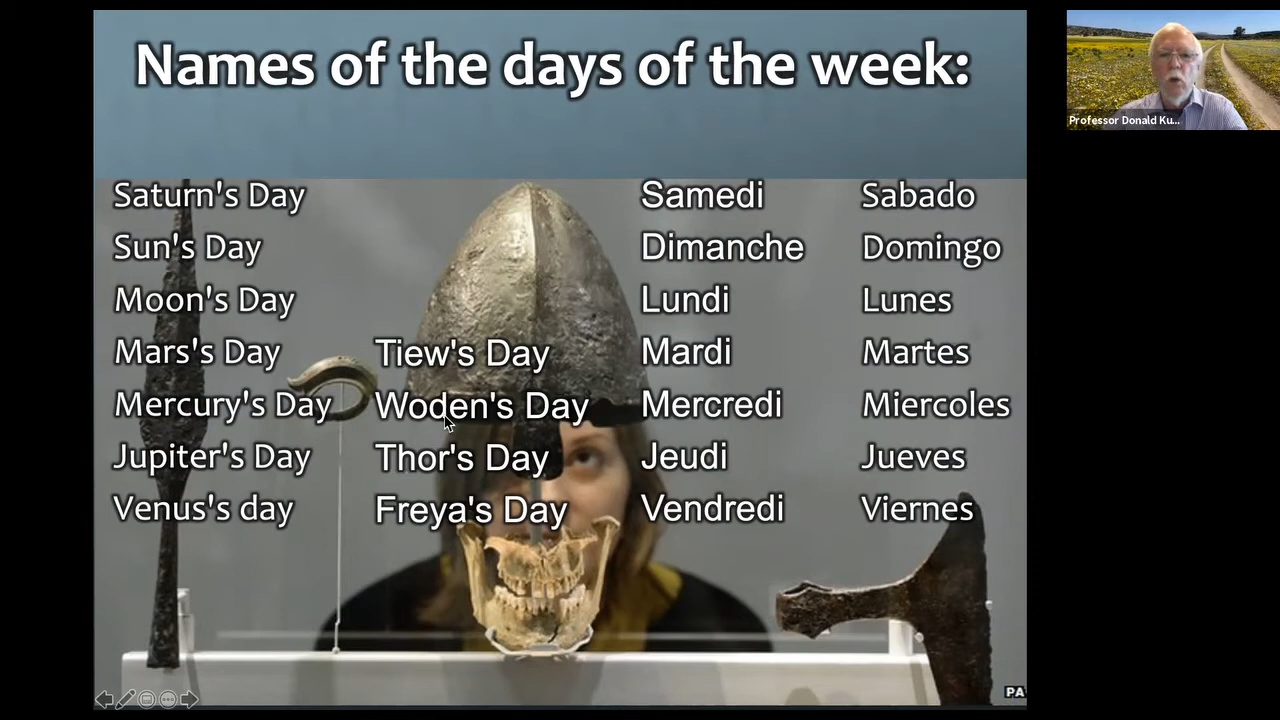 Names of the days of the week:
Saturn's Day Samedi Sabado
Sun's Day Dimanche Domingo
Moon's Day Lundi Lunes
Mars's Day Tiew's Day Mardi Martes
Mercury's Day Woden's Day Mercredi Miercoles
Jupiter's Day Thor's Day Jeudi Jueves
Venus's day Freya's Day Vendredi Viernes
PA
Professor Donald Ku...